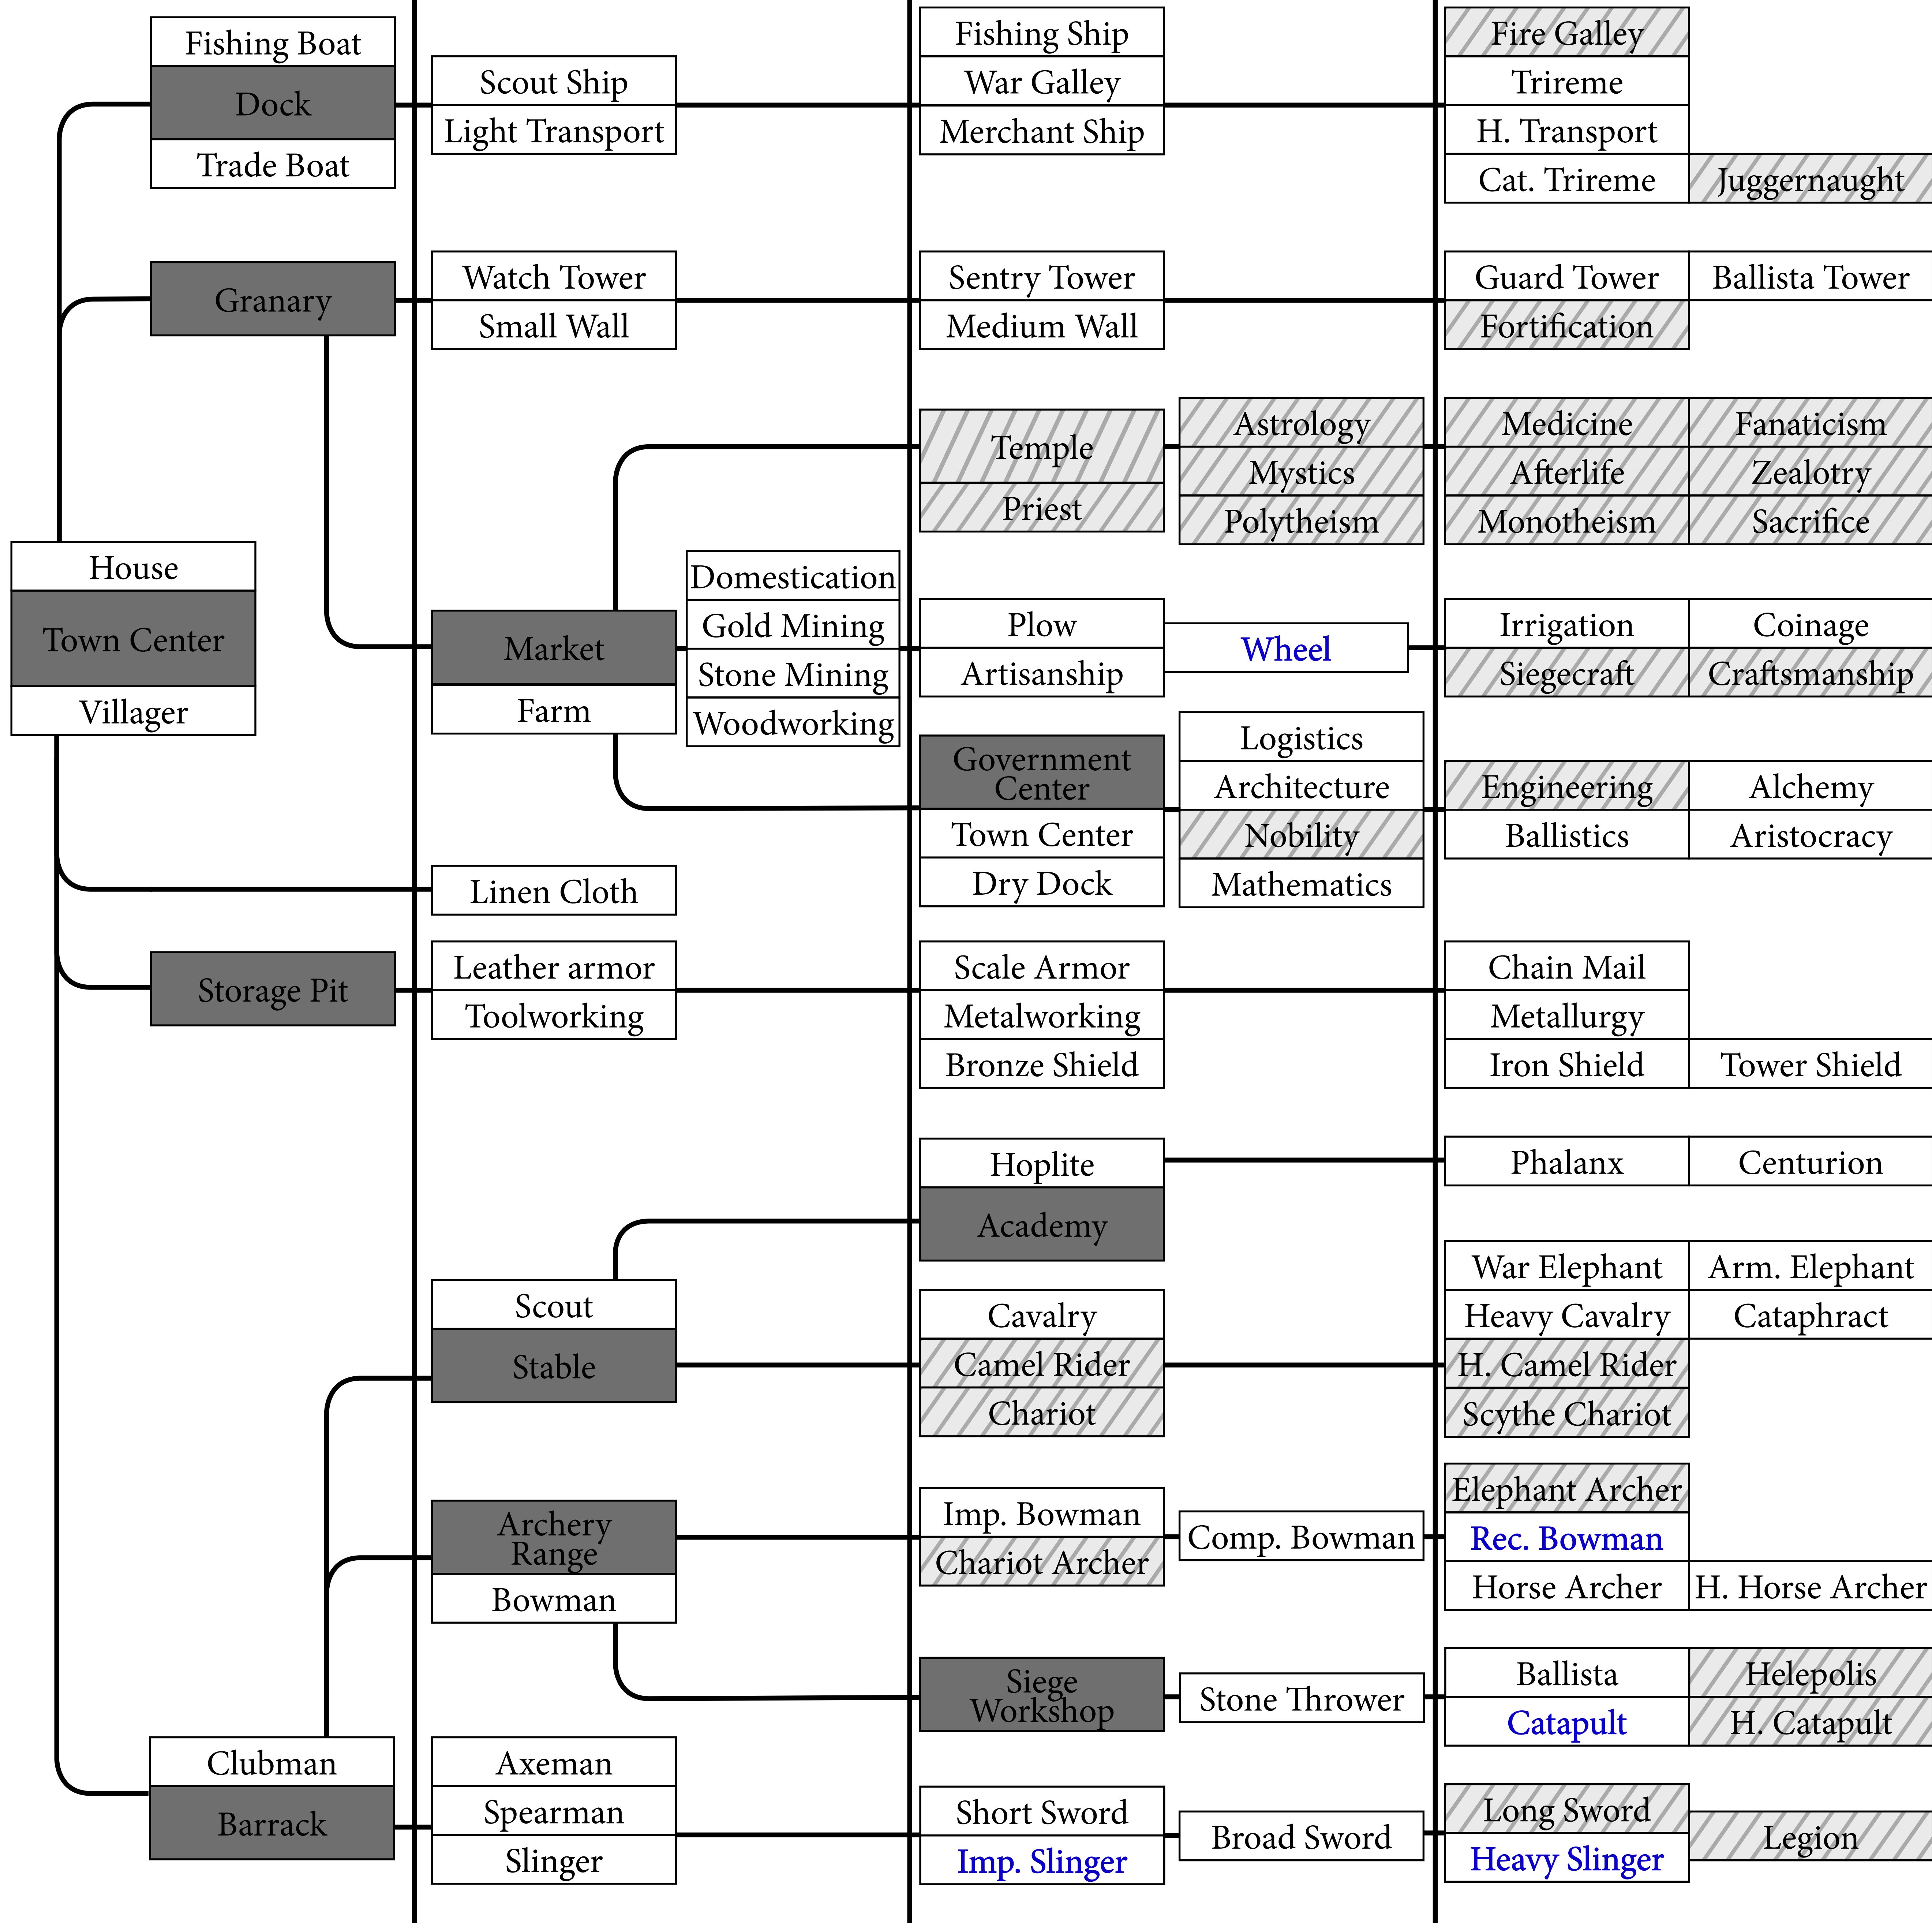 Fishing Boat
Dock
Trade Boat
Scout Ship
Light Transport
Fishing Ship
War Galley
Merchant Ship
Fire Galley
Trireme
H. Transport
Cat. Trireme
Juggernaught
Granary
Watch Tower
Small Wall
Sentry Tower
Medium Wall
Guard Tower
Ballista Tower
Fortification
Temple
Priest
Astrology
Mystics
Polytheism
Medicine
Fanaticism
Afterlife
Zealotry
Monotheism
Sacrifice
House
Town Center
Villager
Market
Farm
Domestication
Gold Mining
Stone Mining
Woodworking
Plow
Artisanship
Wheel
Irrigation
Coinage
Siegecraft
Craftsmanship
Government
Center
Town Center
Dry Dock
Logistics
Architecture
Nobility
Mathematics
Engineering
Alchemy
Ballistics
Aristocracy
Linen Cloth
Storage Pit
Leather armor
Toolworking
Scale Armor
Metalworking
Bronze Shield
Chain Mail
Metallurgy
Iron Shield
Tower Shield
Hoplite
Academy
Phalanx
Centurion
Scout
Stable
Cavalry
Camel Rider
Chariot
War Elephant
Arm. Elephant
Heavy Cavalry
Cataphract
H. Camel Rider
Scythe Chariot
Archery
Range
Bowman
Imp. Bowman
Chariot Archer
Comp. Bowman
Elephant Archer
Rec. Bowman
Horse Archer
H. Horse Archer
Siege
Workshop
Stone Thrower
Ballista
Helepolis
Catapult
H. Catapult
Clubman
Barrack
Axeman
Spearman
Slinger
Short Sword
Imp. Slinger
Broad Sword
Long Sword
Heavy Slinger
Legion